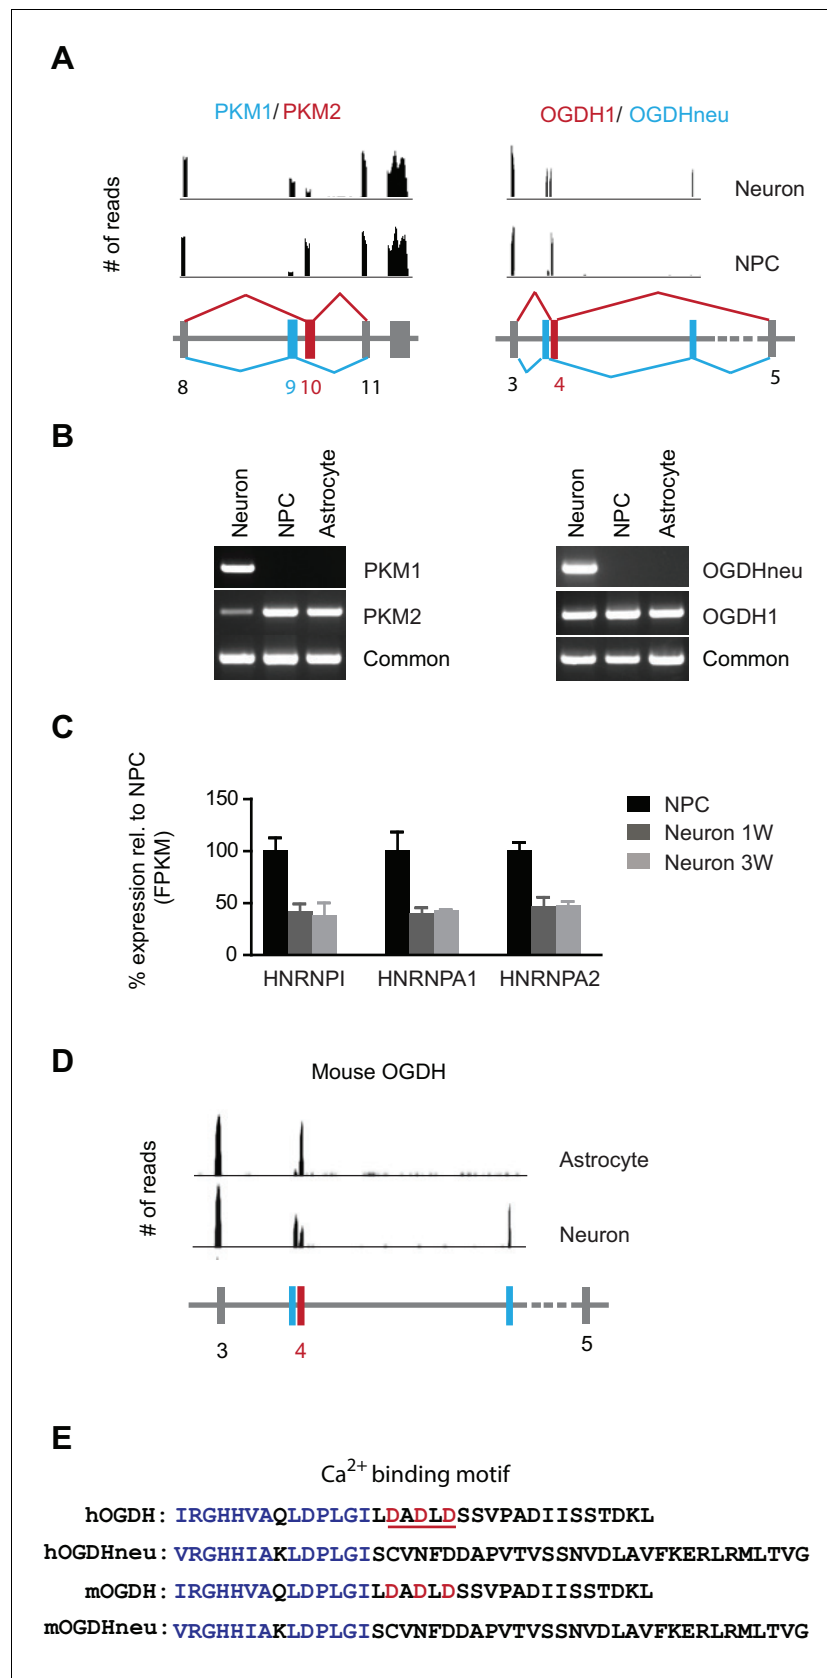 A
PKM1/PKM2
OGDH1/ OGDHneu
# of reads
Neuron
NPC
8
9
10
11
3
4
5
B
Neuron
NPC
Astrocyte
PKM1
PKM2
Common
Neuron
NPC
Astrocyte
OGDHneu
OGDH1
Common
C
% expression rel. to NPC
(FPKM)
150
100
50
0
HNRNPI
HNRNPA1
HNRNPA2
NPC
Neuron 1W
Neuron 3W
D
Mouse OGDH
# of reads
Astrocyte
Neuron
3
4
5
E
Ca2+ binding motif
hOGDH: IRGHHVAQLDPLGILDADLDSSVPADIISSTDKL
hOGDHneu: VRGHHIAKLDPLGISCVNFDDAPVTVSSNVDLAVFKERLRMLTVG
mOGDH: IRGHHVAQLDPLGILDADLDSSVPADIISSTDKL
mOGDHneu: VRGHHIAKLDPLGISCVNFDDAPVTVSSNVDLAVFKERLRMLTVG